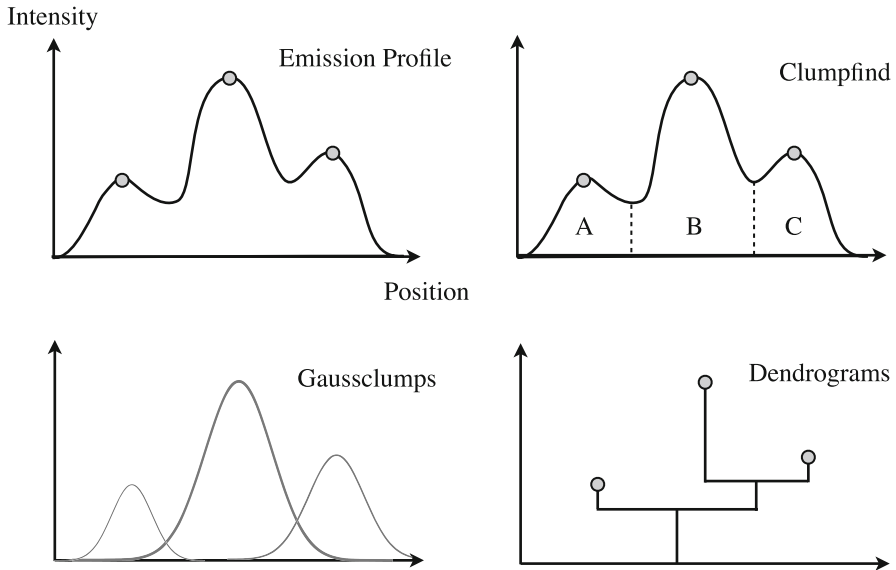 Intensity
Emission Profile
Clumpfind
A
B
C
Position
Gaussclumps
Dendrograms